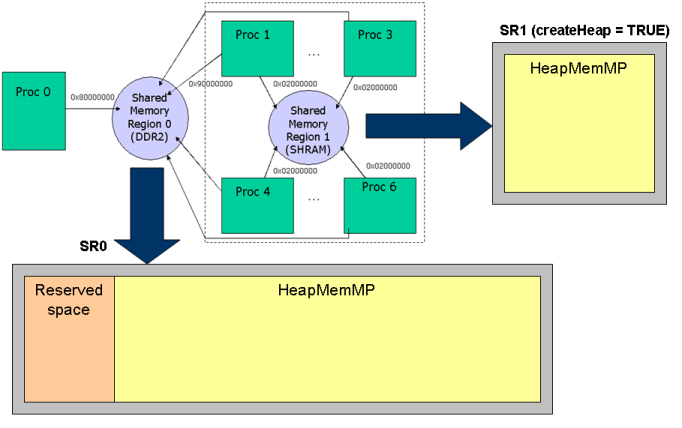 SR1 (createHeap = TRUE)
HeapMemMP
Proc 1
...
Proc 3
Proc 0
0x80000000
0x90000000
0x02000000
0x02000000
Shared
Memory
Region 0
(DDR2)
Shared
Memory
Region 1
(SHRAM)
0x02000000
0x02000000
Proc 4
...
Proc 6
SR0
Reserved
space
HeapMemMP